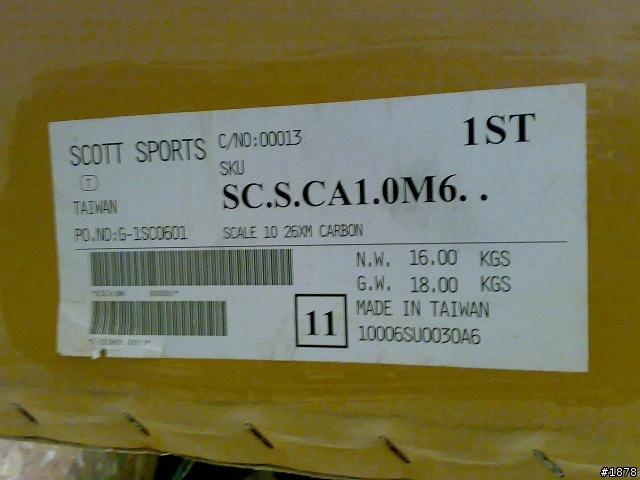 SCOTT SPORTS C/NO:00013 1ST
T SKU
TAIWAN SC.S.CA1.0M6. .
PO.NO:G-1SC0601 SCALE 10 26XM CARBON
N.W. 16.00 KGS
G.W. 18.00 KGS
11 MADE IN TAIWAN
10006SU0030A6
#1878